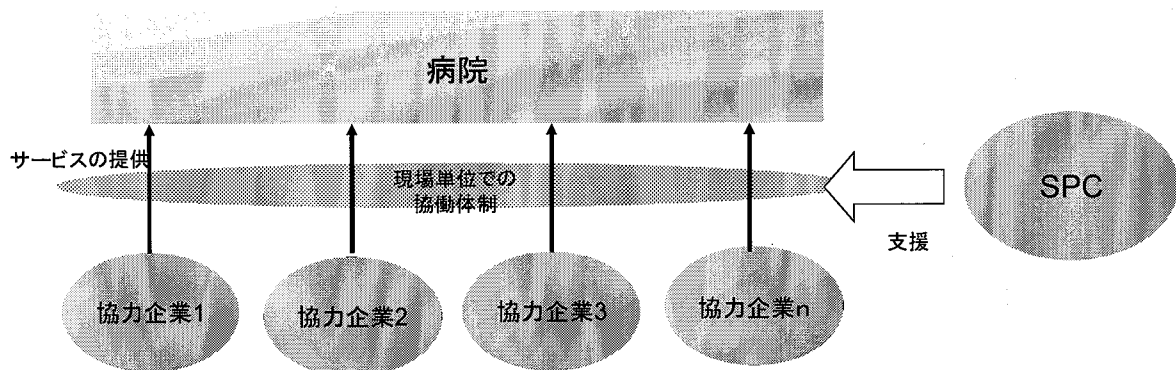 病院
サービスの提供
現場単位での
協働体制
SPC
支援
協力企業1
協力企業2
協力企業3
協力企業n